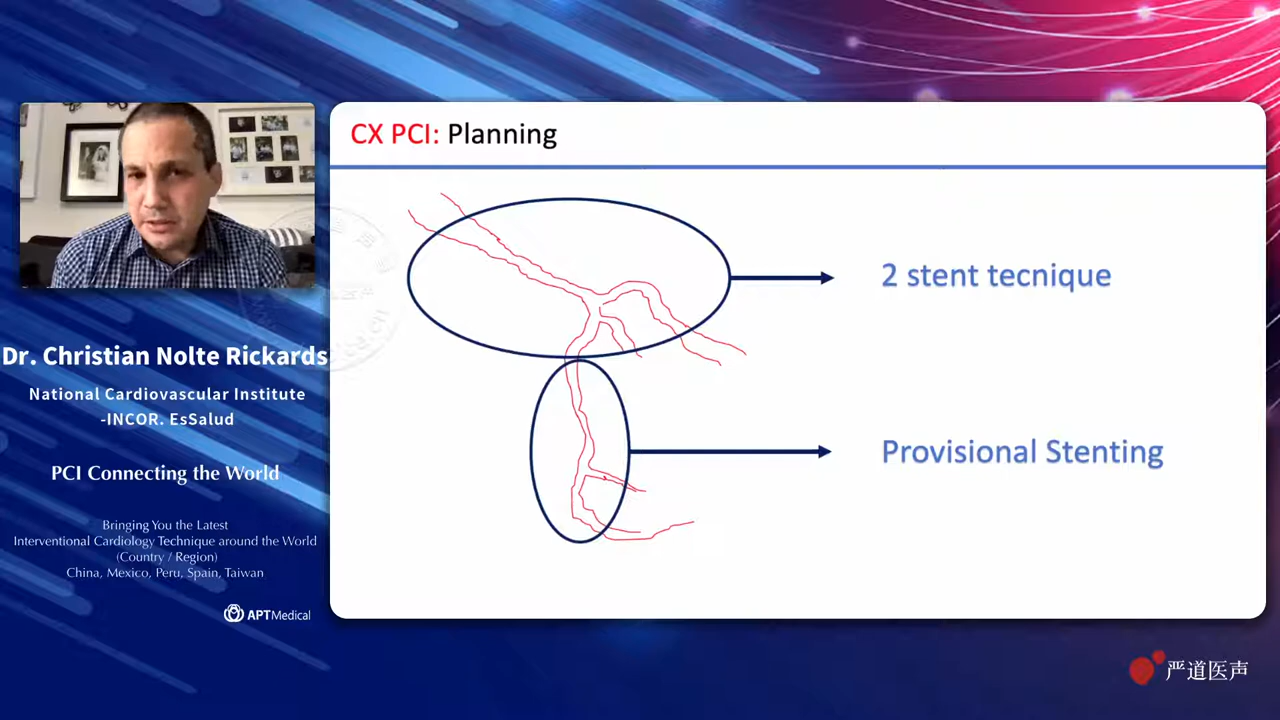 CX PCI: Planning
2 stent tecnique
Provisional Stenting
Dr. Christian Nolte Rickards
National Cardiovascular Institute
-INCOR. EsSalud
PCI Connecting the World
Bringing You the Latest
Interventional Cardiology Technique around the World
(Country / Region)
China, Mexico, Peru, Spain, Taiwan
APTMedical
严道医声